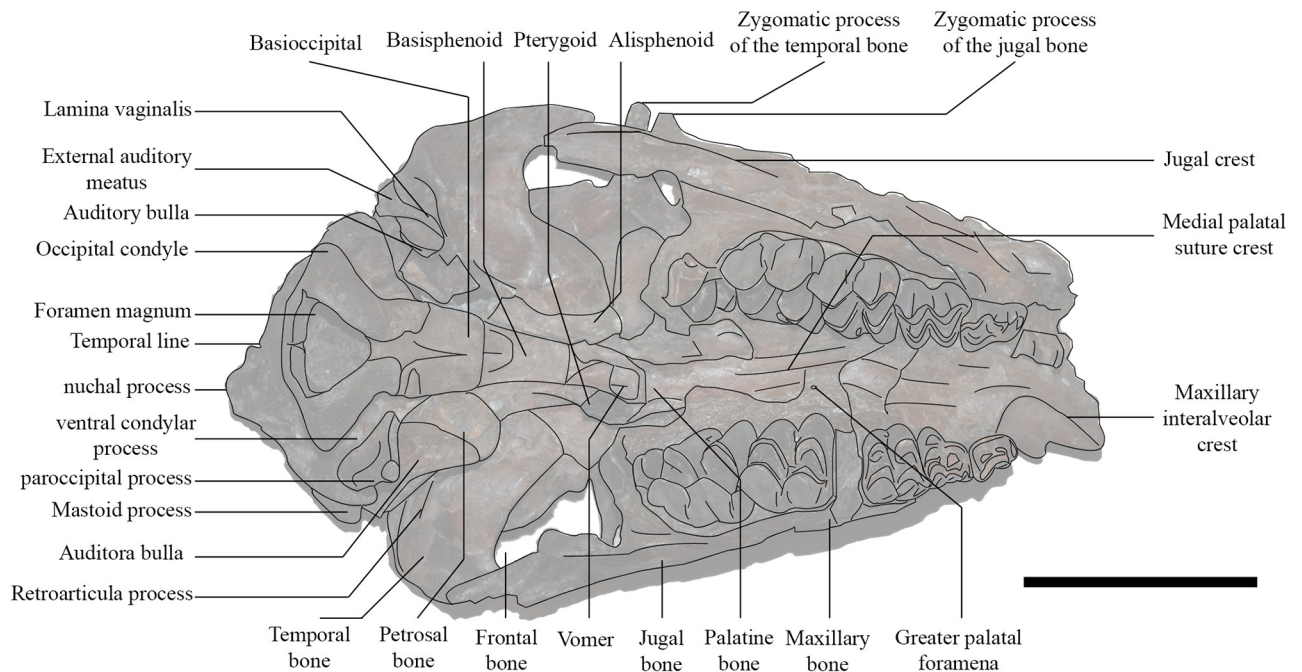 Basioccipital
Basisphenoid
Pterygoid
Alisphenoid
Zygomatic process
of the temporal bone
Zygomatic process
of the jugal bone
Lamina vaginalis
External auditory
meatus
Auditory bulla
Occipital condyle
Foramen magnum
Temporal line
nuchal process
ventral condylar
process
paroccipital process
Mastoid process
Auditora bulla
Retroarticula process
Jugal crest
Medial palatal
suture crest
Maxillary
interalveolar
crest
Temporal
bone
Petrosal
bone
Frontal
bone
Vomer
Jugal
bone
Palatine
bone
Maxillary
bone
Greater palatal
foramena